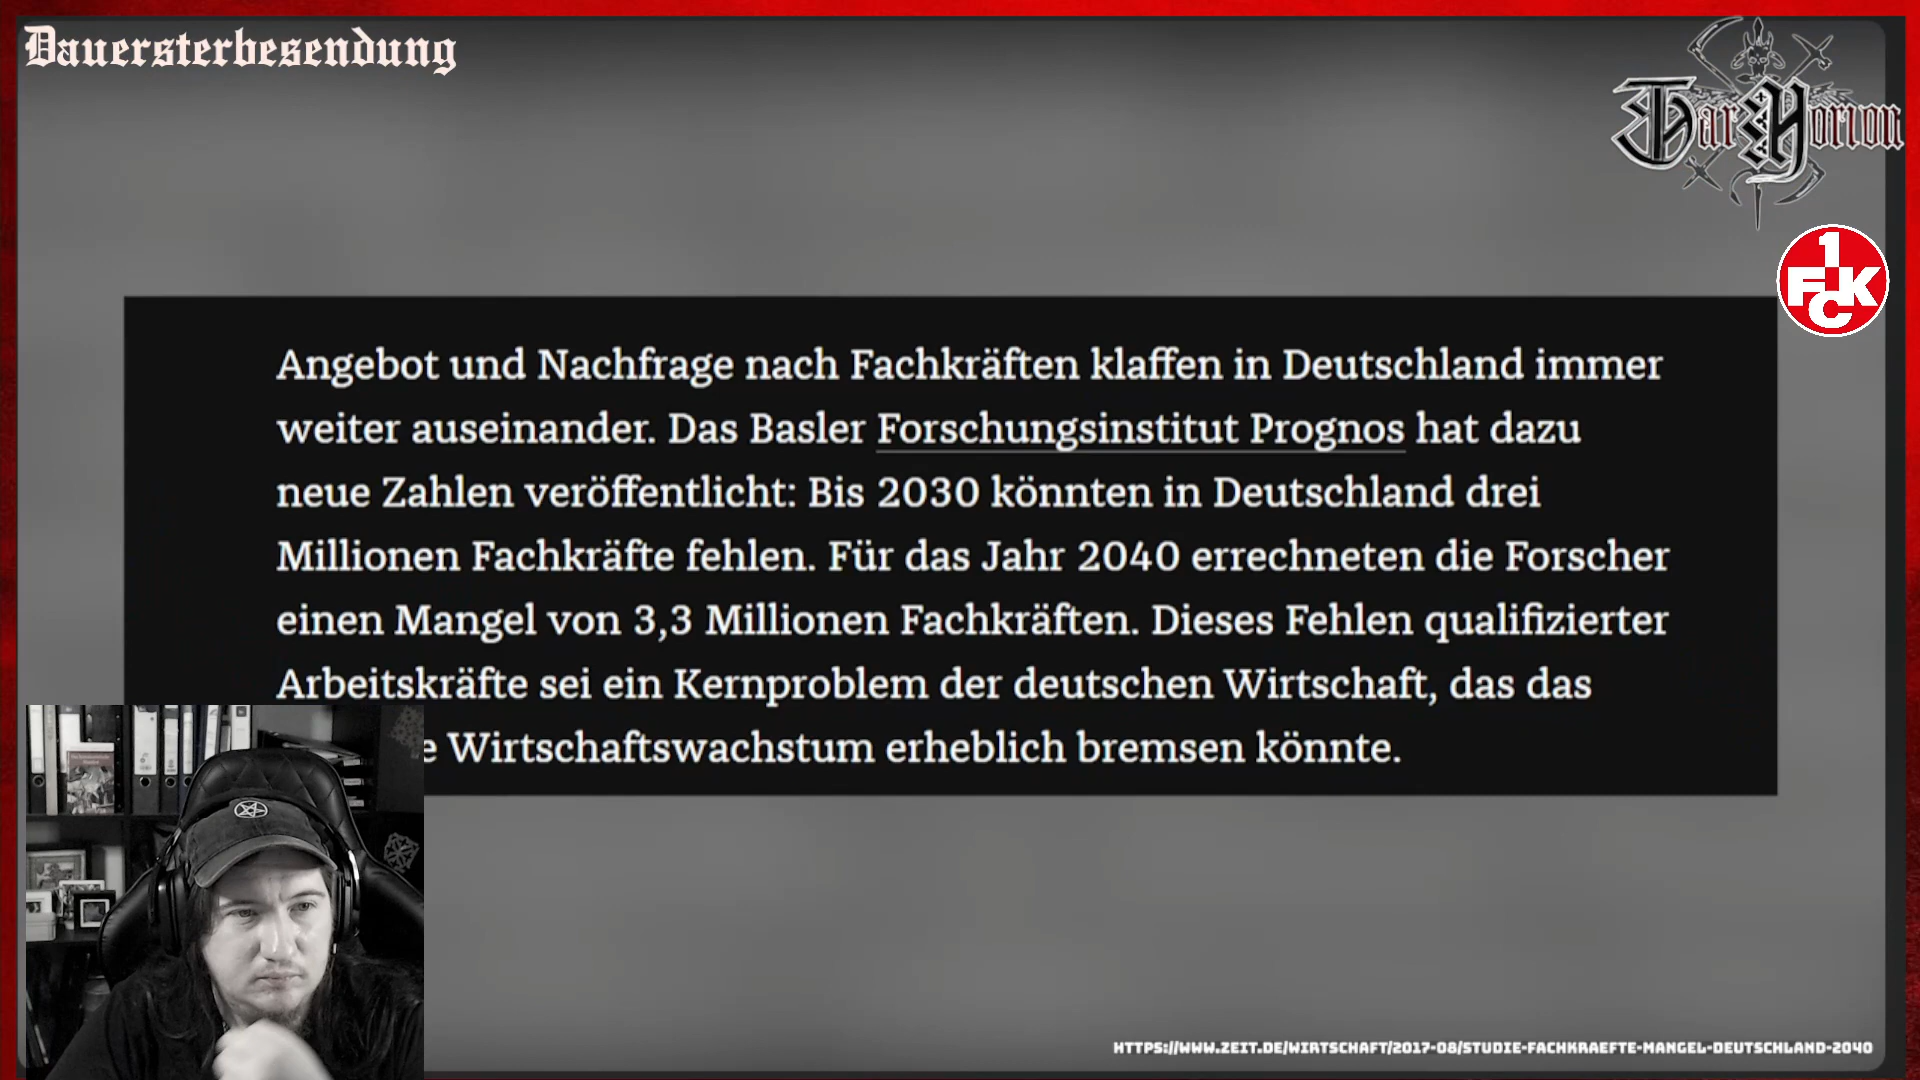 Dauersterbesendung
Tar Horion
1
FCK
Angebot und Nachfrage nach Fachkräften klaffen in Deutschland immer
weiter auseinander. Das Basler Forschungsinstitut Prognos hat dazu
neue Zahlen veröffentlicht: Bis 2030 könnten in Deutschland drei
Millionen Fachkräfte fehlen. Für das Jahr 2040 errechneten die Forscher
einen Mangel von 3,3 Millionen Fachkräften. Dieses Fehlen qualifizierter
Arbeitskräfte sei ein Kernproblem der deutschen Wirtschaft, das das
e Wirtschaftswachstum erheblich bremsen könnte.
HTTPS://WWW.ZEIT.DE/WIRTSCHAFT/2017-08/STUDIE-FACHKRAEFTE-MANGEL-DEUTSCHLAND-2040